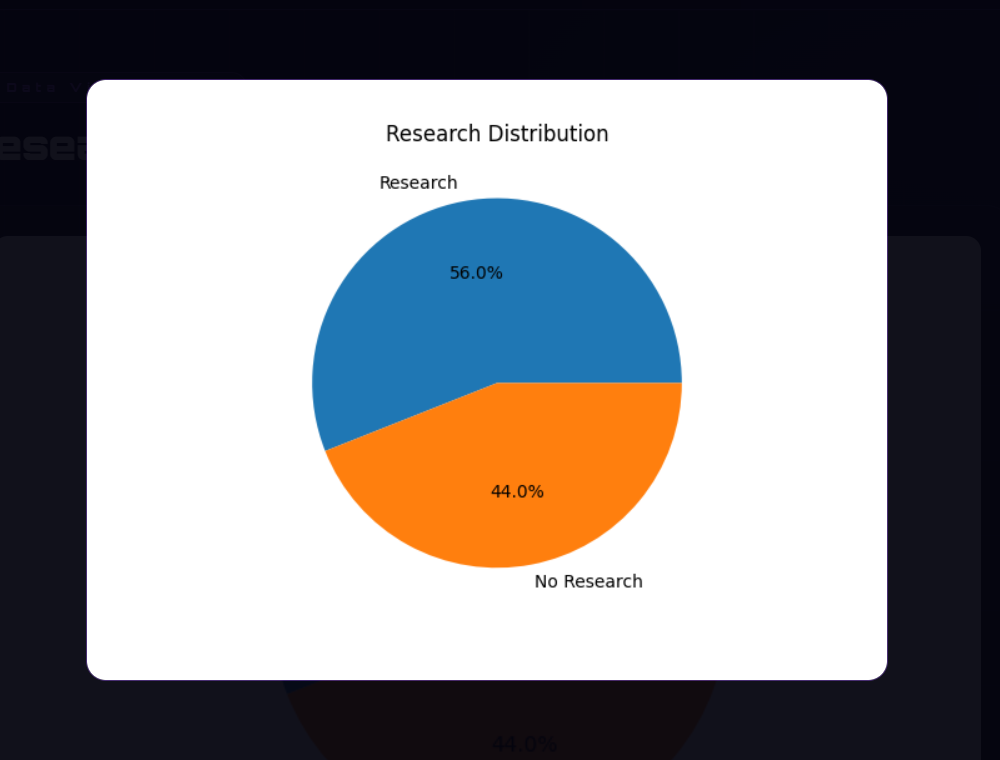 Research Distribution
Research
56.0%
44.0%
No Research
44.0%